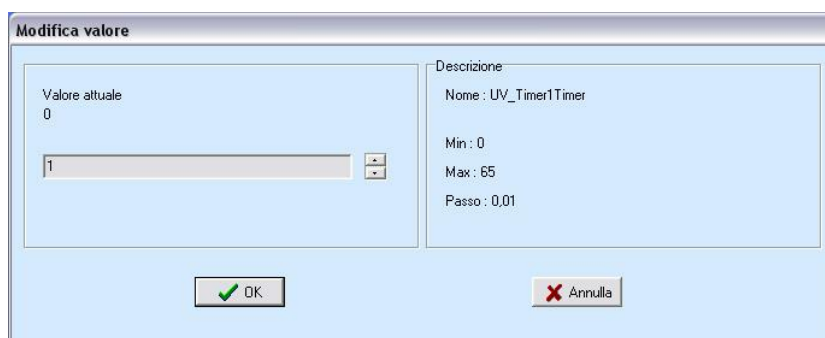 Modifica valore
Valore attuale
0
1
Descrizione
Nome : UV_Timer1Timer
Min : 0
Max : 65
Passo : 0,01
OK
Annulla